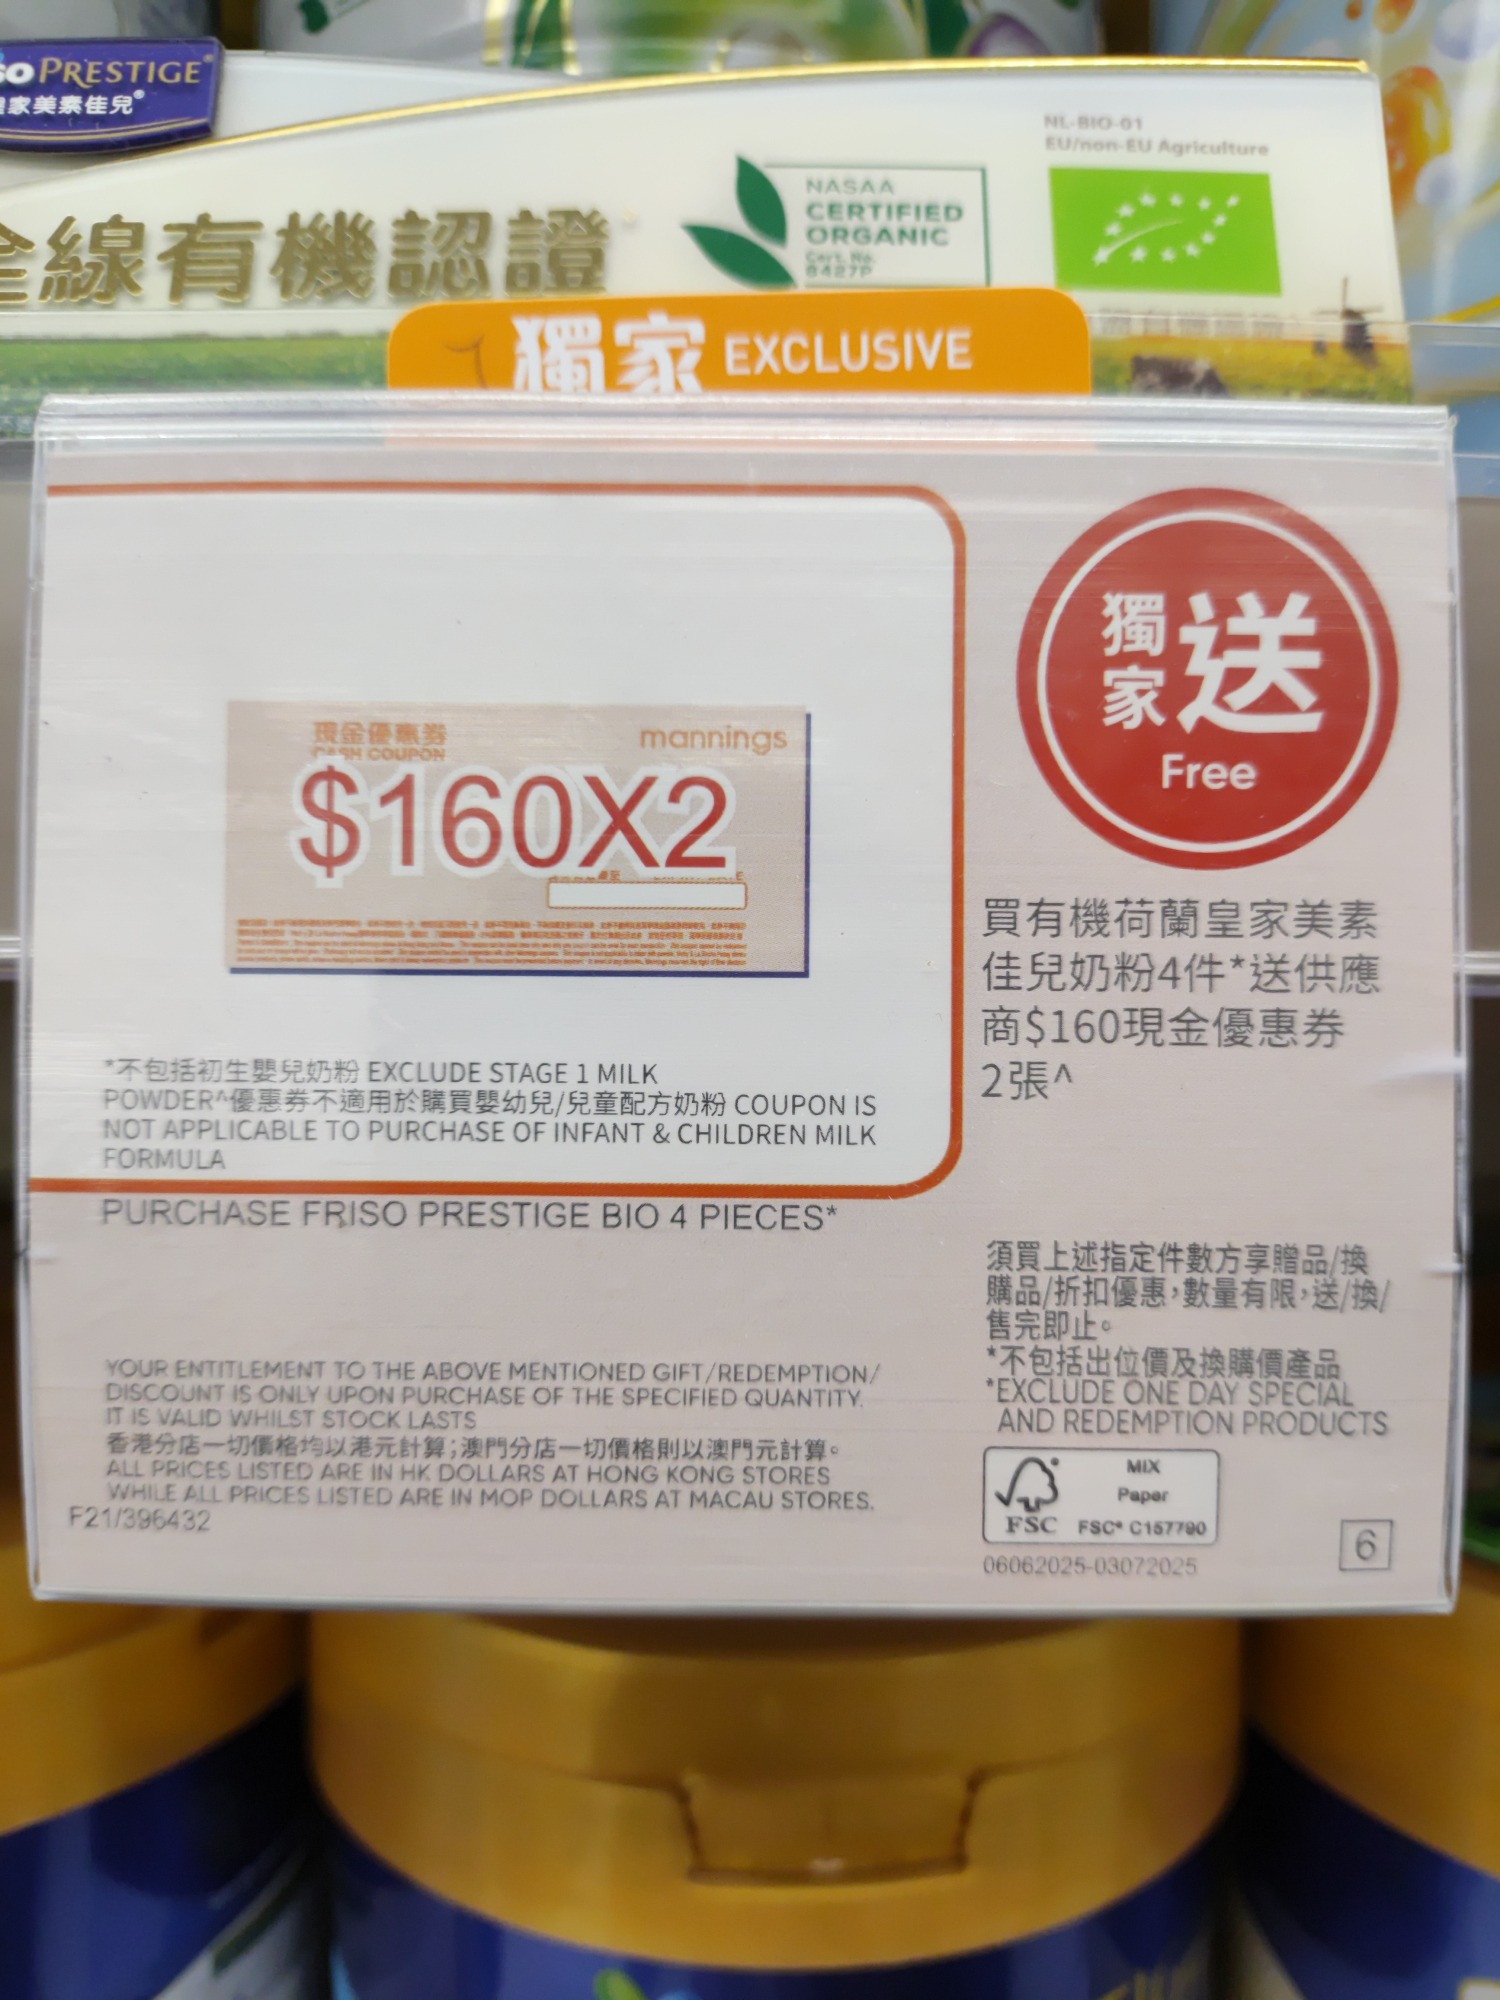 SO PRESTIGE®
家美素佳兒®
NL-BIO-01
EU/non-EU Agriculture
NASAA
CERTIFIED
ORGANIC
Cert. No.
8427P
全線有機認證
獨家 EXCLUSIVE
獨家送
Free
現金優惠券
CASH COUPON
mannings
$160X2
買有機荷蘭皇家美素
佳兒奶粉4件*送供應
商$160現金優惠券
2張^
*不包括初生嬰兒奶粉 EXCLUDE STAGE 1 MILK
POWDER^優惠券不適用於購買嬰幼兒/兒童配方奶粉 COUPON IS
NOT APPLICABLE TO PURCHASE OF INFANT & CHILDREN MILK
FORMULA
PURCHASE FRISO PRESTIGE BIO 4 PIECES*
須買上述指定件數方享贈品/換
購品/折扣優惠，數量有限，送/換/
售完即止。
*不包括出位價及換購價產品
*EXCLUDE ONE DAY SPECIAL
AND REDEMPTION PRODUCTS
YOUR ENTITLEMENT TO THE ABOVE MENTIONED GIFT/REDEMPTION/
DISCOUNT IS ONLY UPON PURCHASE OF THE SPECIFIED QUANTITY.
IT IS VALID WHILST STOCK LASTS
香港分店一切價格均以港元計算；澳門分店一切價格則以澳門元計算。
ALL PRICES LISTED ARE IN HK DOLLARS AT HONG KONG STORES
WHILE ALL PRICES LISTED ARE IN MOP DOLLARS AT MACAU STORES.
F21/396432
MIX
Paper
FSC FSC® C157790
06062025-03072025
6